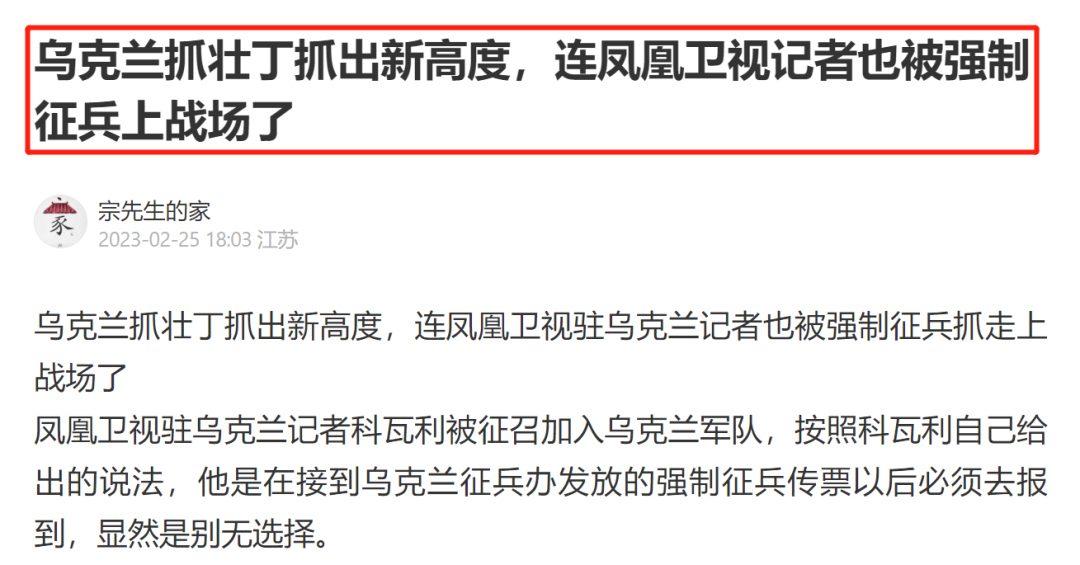 乌克兰抓壮丁抓出新高度，连凤凰卫视记者也被强制
征兵上战场了
家
宗先生的家
2023-02-25 18:03 江苏
乌克兰抓壮丁抓出新高度，连凤凰卫视驻乌克兰记者也被强制征兵抓走上
战场了
凤凰卫视驻乌克兰记者科瓦利被征召加入乌克兰军队，按照科瓦利自己给
出的说法，他是在接到乌克兰征兵办发放的强制征兵传票以后必须去报
到，显然是别无选择。